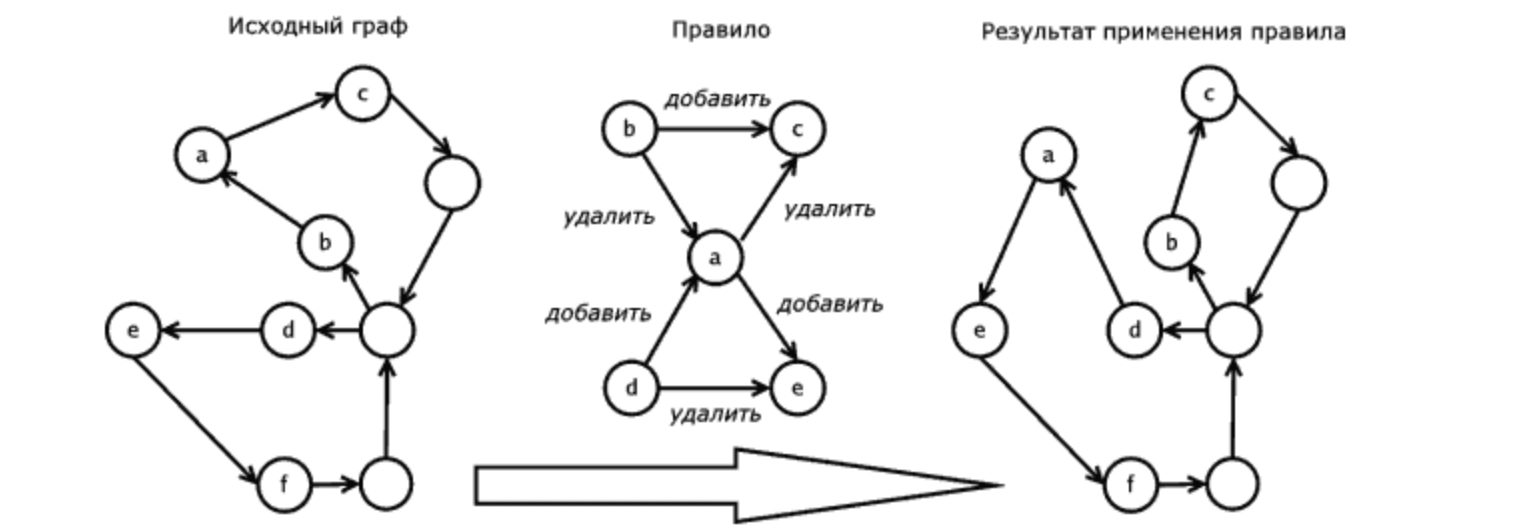 Исходный граф
Правило
Результат применения правила
c
a
b
e
d
f
добавить
b
c
удалить
удалить
a
добавить
добавить
d
e
удалить
c
a
b
e
d
f